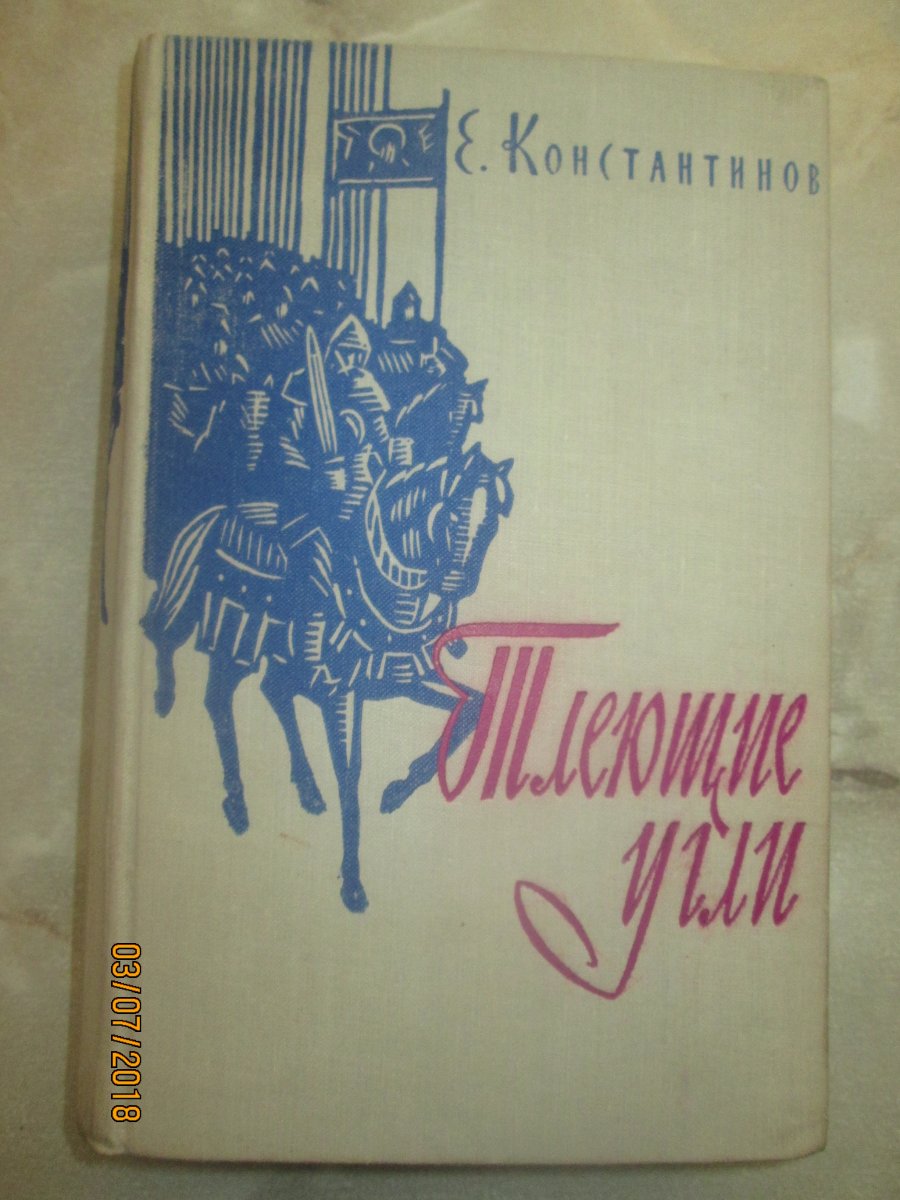 Е. Константинов
Тлеющие
угли
03/07/2018